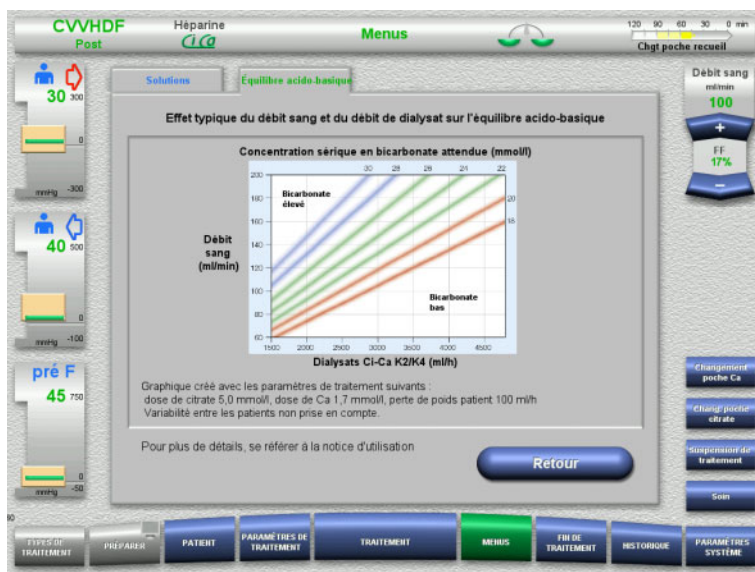 CVVHDF
Post
Héparine
Ci Ca
Menus
120 90 60 30 0 min
Chgt poche recueil
30
300
0
mmHg -300
40
500
0
mmHg -100
pré F
45
750
0
mmHg -50
Solutions
Équilibre acido-basique
Effet typique du débit sang et du débit de dialysat sur l'équilibre acido-basique
Concentration sérique en bicarbonate attendue (mmol/l)
30 28 26 24 22
200
180
160
140
120
100
80
60
Bicarbonate
élevé
20
Débit
sang
(ml/min)
Bicarbonate
bas
1500 2000 2500 3000 3500 4000 4500
Dialysats Ci-Ca K2/K4 (ml/h)
Graphique créé avec les paramètres de traitement suivants :
dose de citrate 5,0 mmol/l, dose de Ca 1,7 mmol/l, perte de poids patient 100 ml/h
Variabilité entre les patients non prise en compte.
Pour plus de détails, se référer à la notice d'utilisation
Retour
Débit sang
ml/min
100
+
FF
17%
−
Changement
poche Ca
Chang. poche
citrate
Suspension de
traitement
Soin
TYPES DE
TRAITEMENT
PRÉPARER
PATIENT
PARAMÈTRES DE
TRAITEMENT
TRAITEMENT
MENUS
FIN DE
TRAITEMENT
HISTORIQUE
PARAMÈTRES
SYSTÈME